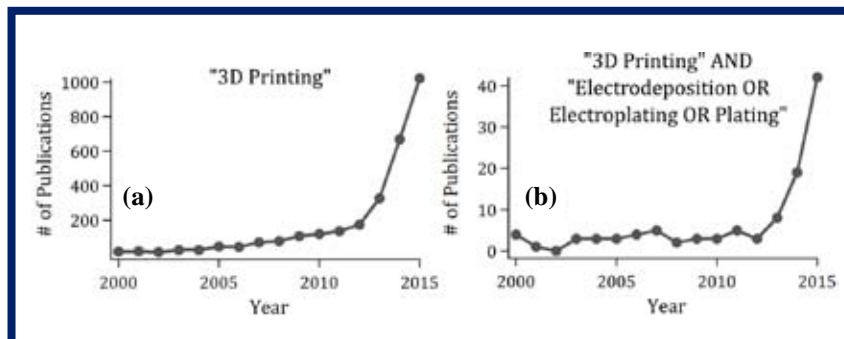 "3D Printing"
# of Publications
1000
800
600
400
200
(a)
2000
2005
2010
2015
Year
"3D Printing" AND
"Electrodeposition OR
Electroplating OR Plating"
# of Publications
40
30
20
10
0
(b)
2000
2005
2010
2015
Year